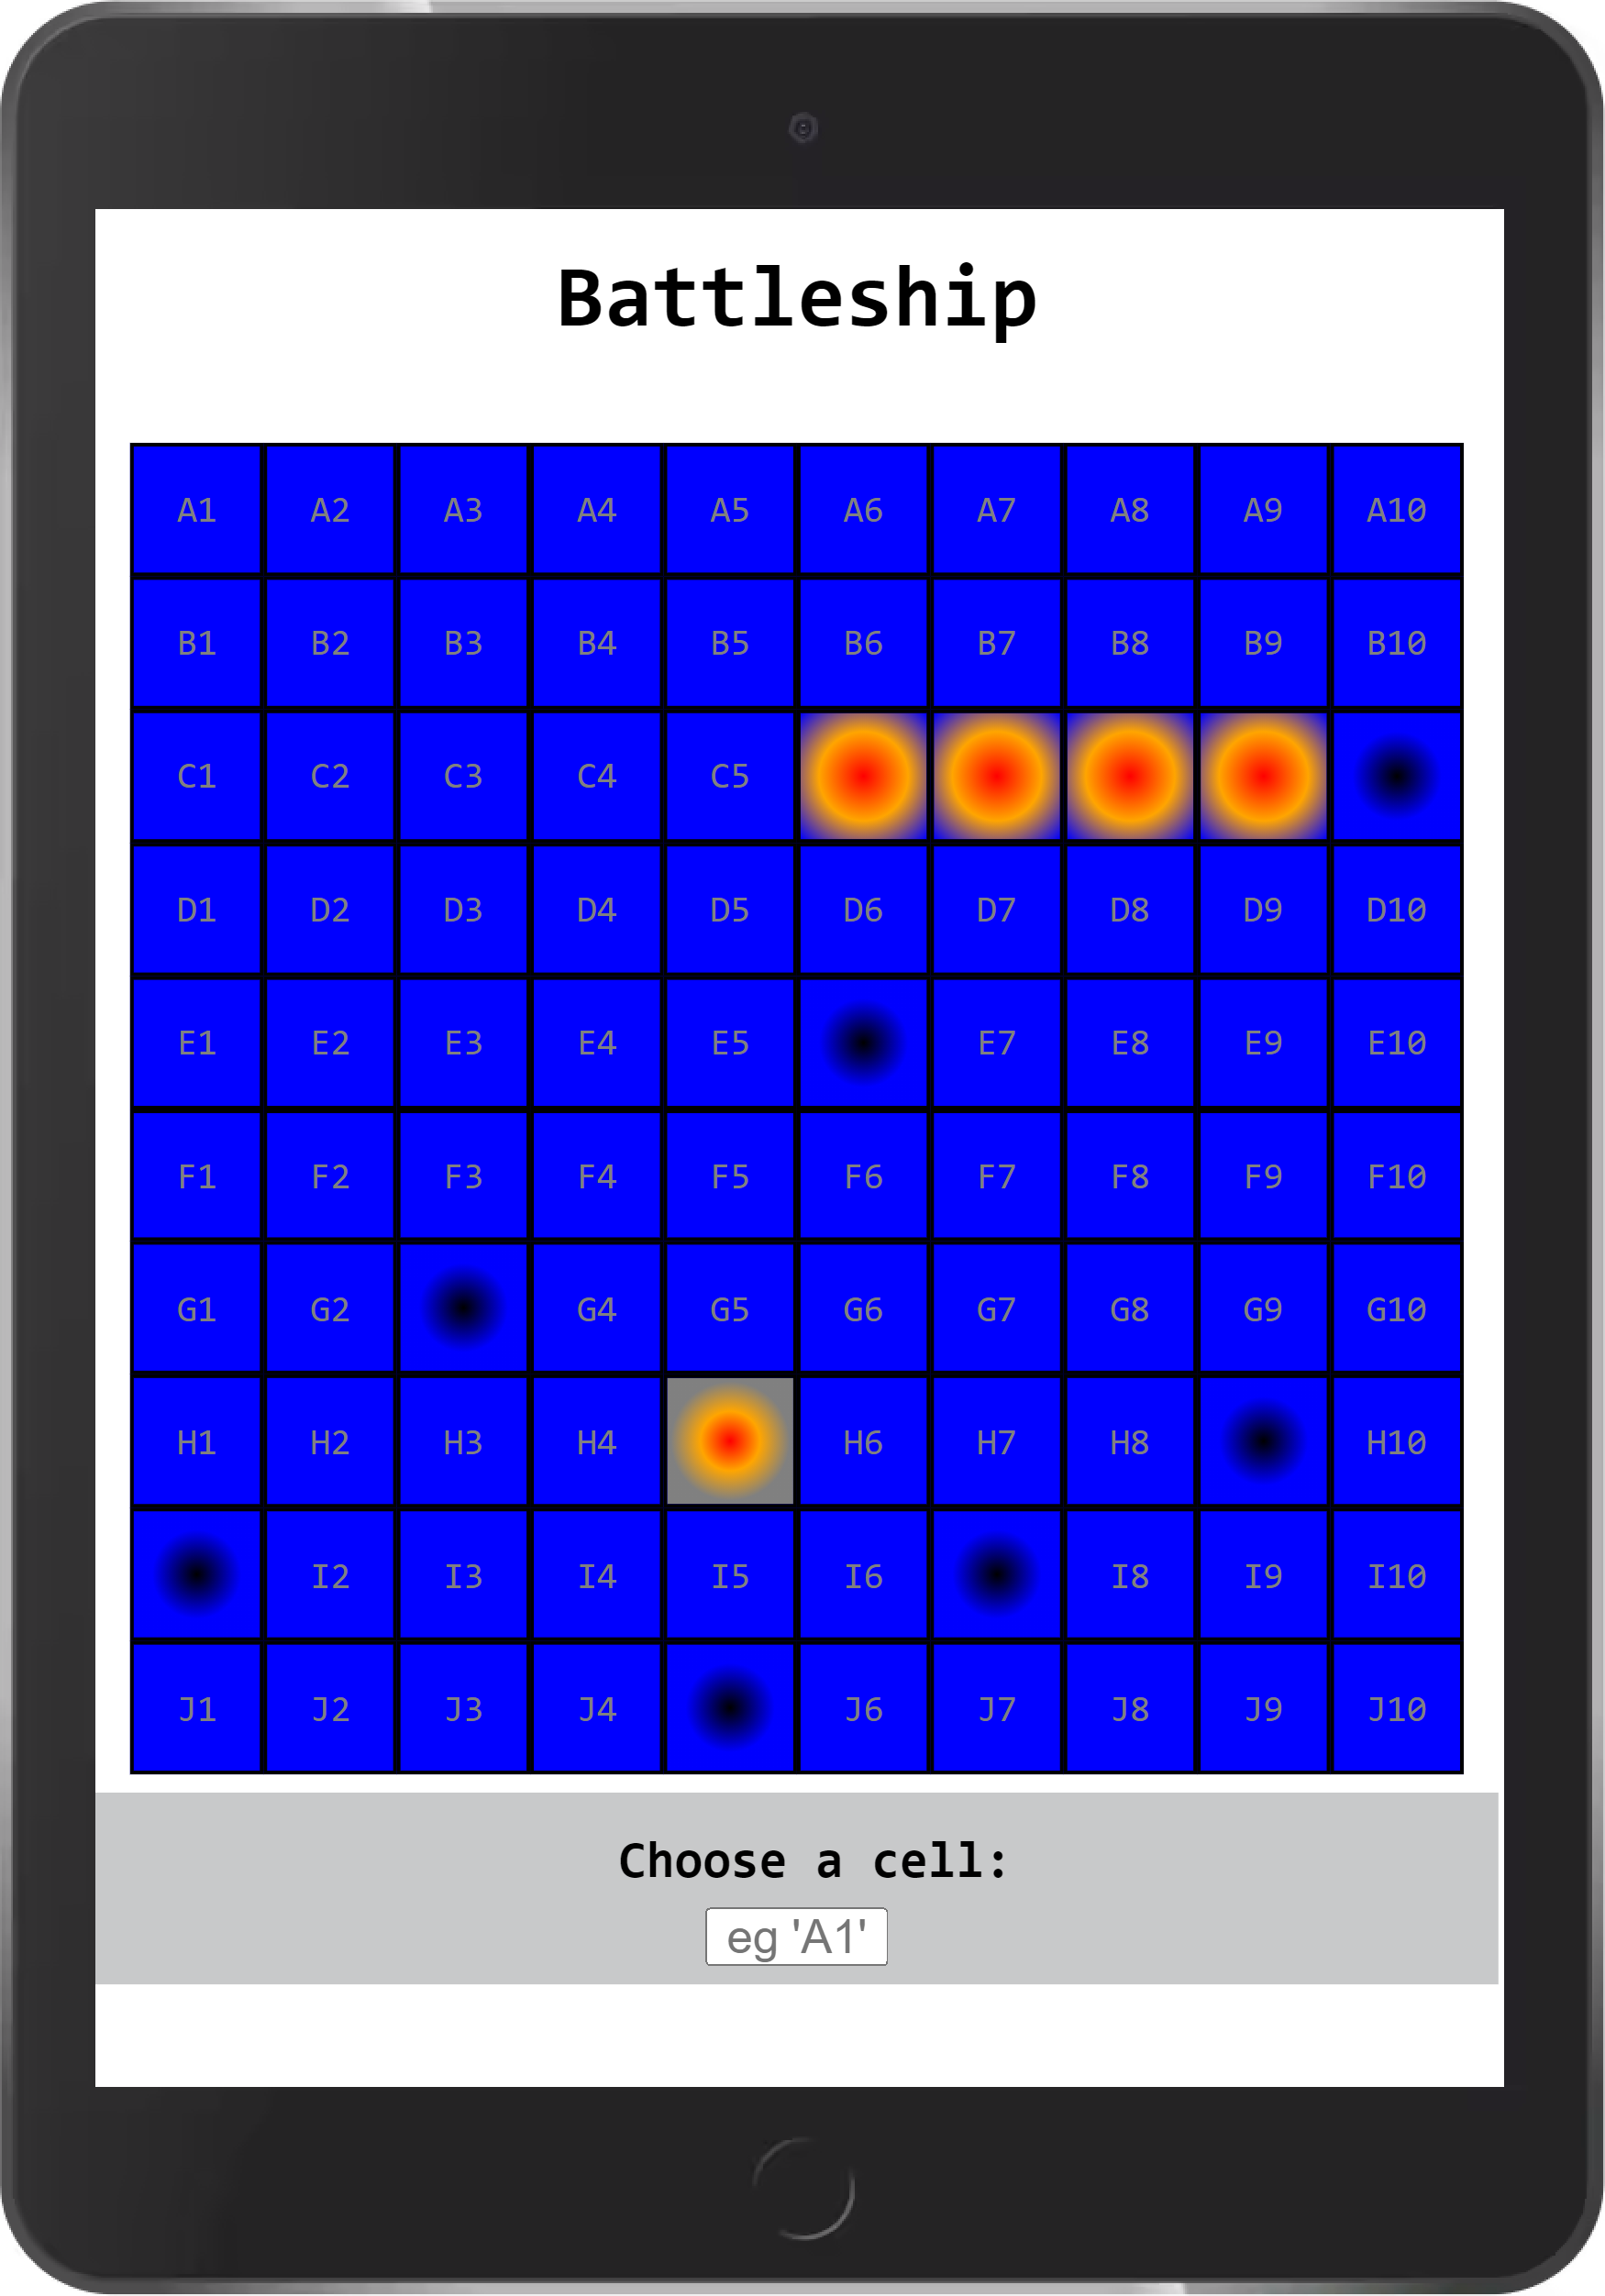 Battleship
A1 A2 A3 A4 A5 A6 A7 A8 A9 A10
B1 B2 B3 B4 B5 B6 B7 B8 B9 B10
C1 C2 C3 C4 C5
D1 D2 D3 D4 D5 D6 D7 D8 D9 D10
E1 E2 E3 E4 E5 E7 E8 E9 E10
F1 F2 F3 F4 F5 F6 F7 F8 F9 F10
G1 G2 G4 G5 G6 G7 G8 G9 G10
H1 H2 H3 H4 H6 H7 H8 H10
I2 I3 I4 I5 I6 I8 I9 I10
J1 J2 J3 J4 J6 J7 J8 J9 J10
Choose a cell:
eg 'A1'